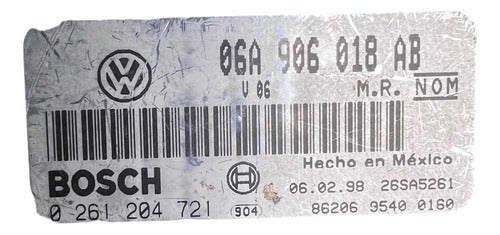 06A 906 018 AB
V 06 M.R. NOM
Hecho en México
BOSCH 06.02.98 26SA5261
0 261 204 721 904 86206 9540 0160